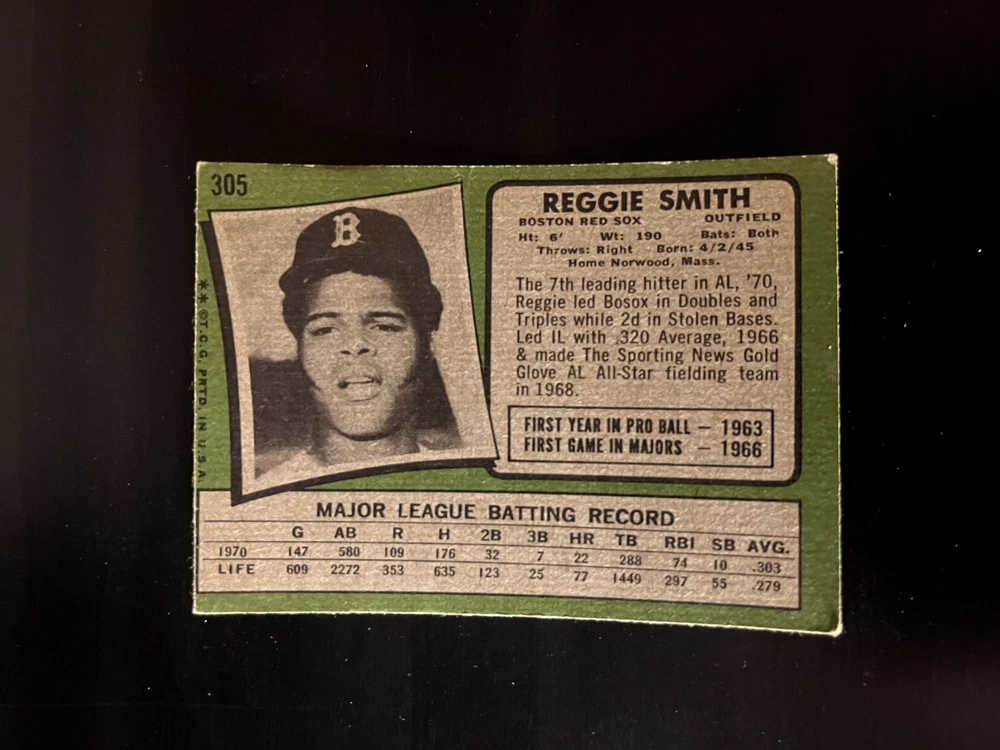 305
B
**©T.C.G. PRTD. IN U.S.A.
REGGIE SMITH
BOSTON RED SOX OUTFIELD
Ht: 6' Wt: 190 Bats: Both
Throws: Right Born: 4/2/45
Home Norwood, Mass.
The 7th leading hitter in AL, '70,
Reggie led Bosox in Doubles and
Triples while 2d in Stolen Bases.
Led IL with .320 Average, 1966
& made The Sporting News Gold
Glove AL All-Star fielding team
in 1968.
FIRST YEAR IN PRO BALL — 1963
FIRST GAME IN MAJORS — 1966
MAJOR LEAGUE BATTING RECORD
G AB R H 2B 3B HR TB RBI SB AVG.
1970 147 580 109 176 32 7 22 288 74 10 .303
LIFE 609 2272 353 635 123 25 77 1449 297 55 .279